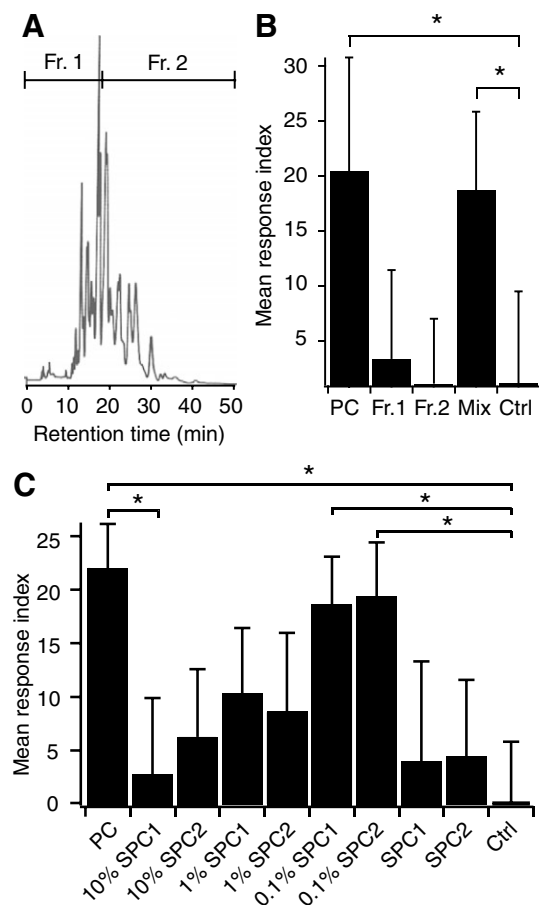 A
Fr. 1 Fr. 2
0 10 20 30 40 50
Retention time (min)
B
*
*
Mean response index
30
25
20
15
10
5
PC Fr.1 Fr.2 Mix Ctrl
C
*
*
*
*
Mean response index
25
20
15
10
5
0
PC
10% SPC1
10% SPC2
1% SPC1
1% SPC2
0.1% SPC1
0.1% SPC2
SPC1
SPC2
Ctrl